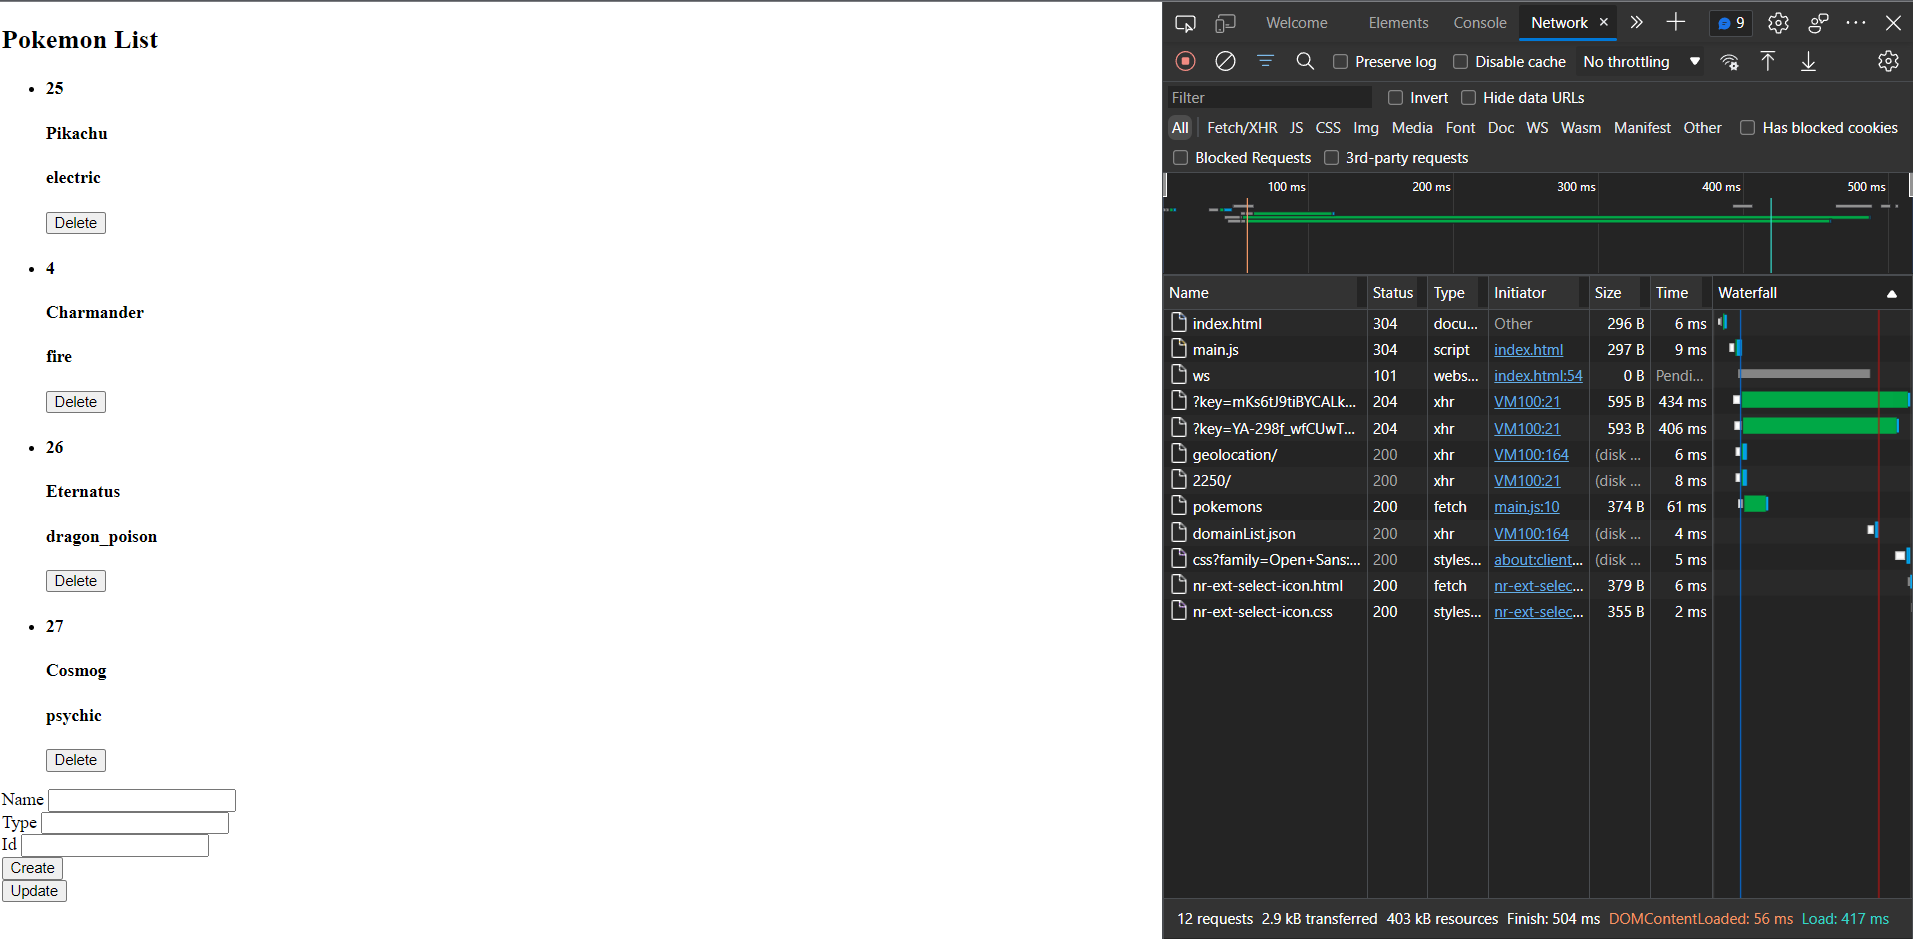 Pokemon List
25
Pikachu
electric
Delete
4
Charmander
fire
Delete
26
Eternatus
dragon_poison
Delete
27
Cosmog
psychic
Delete
Name
Type
Id
Create
Update
Welcome Elements Console Network 9
Preserve log Disable cache No throttling
Filter Invert Hide data URLs
All Fetch/XHR JS CSS Img Media Font Doc WS Wasm Manifest Other Has blocked cookies
Blocked Requests 3rd-party requests
100 ms 200 ms 300 ms 400 ms 500 ms
Name Status Type Initiator Size Time Waterfall
index.html 304 docu... Other 296 B 6 ms
main.js 304 script index.html 297 B 9 ms
ws 101 webs... index.html:54 0 B Pendi...
?key=mKs6tJ9tiBYCALk... 204 xhr VM100:21 595 B 434 ms
?key=YA-298f_wfCUwT... 204 xhr VM100:21 593 B 406 ms
geolocation/ 200 xhr VM100:164 (disk ... 6 ms
2250/ 200 xhr VM100:21 (disk ... 8 ms
pokemons 200 fetch main.js:10 374 B 61 ms
domainList.json 200 xhr VM100:164 (disk ... 4 ms
css?family=Open+Sans:... 200 styles... about:client... (disk ... 5 ms
nr-ext-select-icon.html 200 fetch nr-ext-selec... 379 B 6 ms
nr-ext-select-icon.css 200 styles... nr-ext-selec... 355 B 2 ms
12 requests 2.9 kB transferred 403 kB resources Finish: 504 ms DOMContentLoaded: 56 ms Load: 417 ms